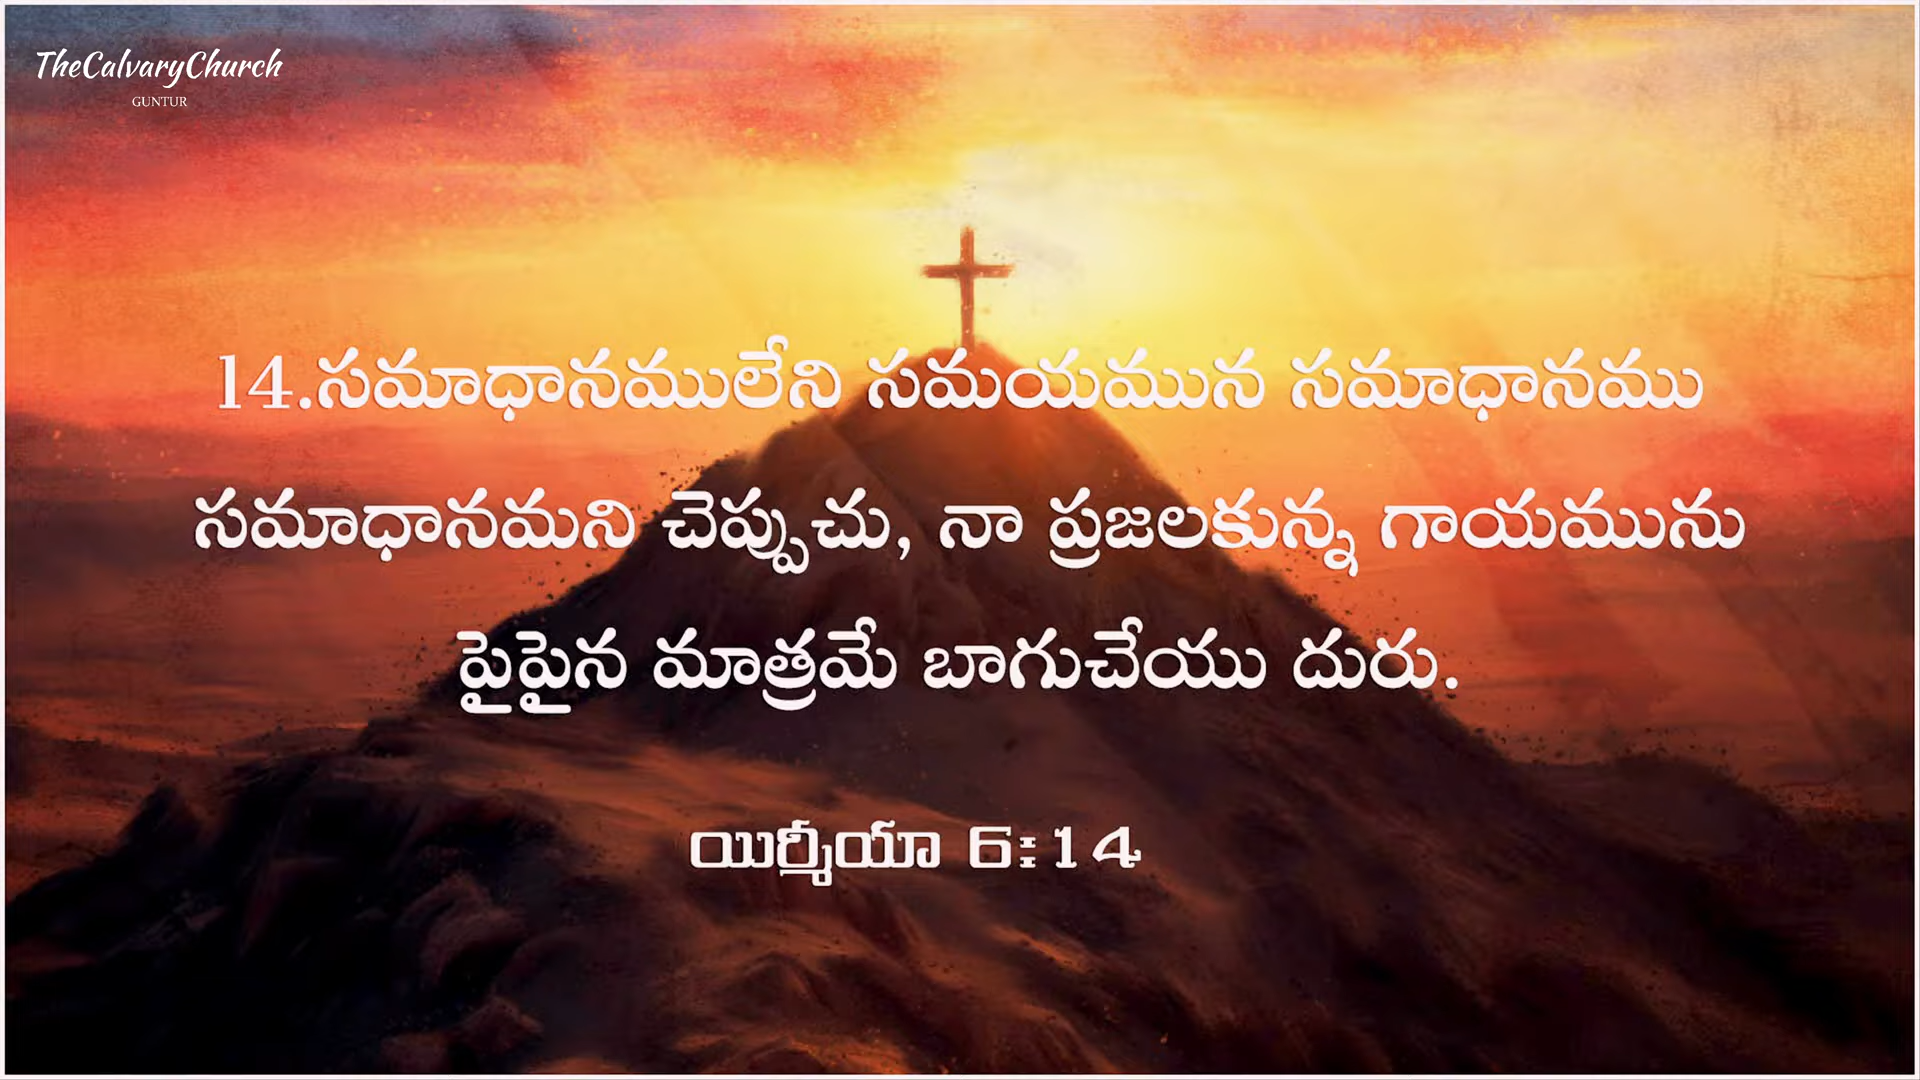 TheCalvaryChurch
GUNTUR
14.సమాధానములేని సమయమున సమాధానము
సమాధానమని చెప్పుచు, నా ప్రజలకున్న గాయమును
పైపైన మాత్రమే బాగుచేయు దురు.
యిర్మీయా 6:14